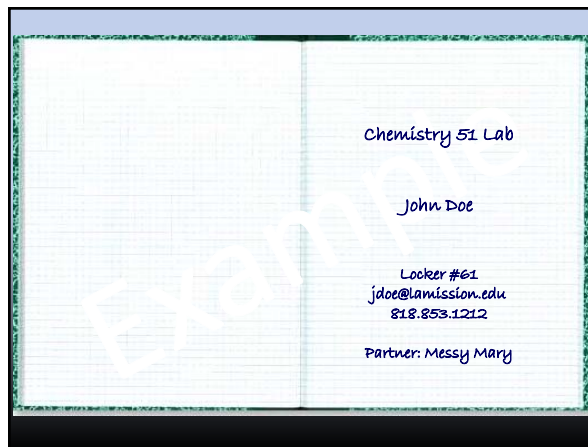 Example
Chemistry 51 Lab
John Doe
Locker #61
jdoe@lamission.edu
818.853.1212
Partner: Messy Mary